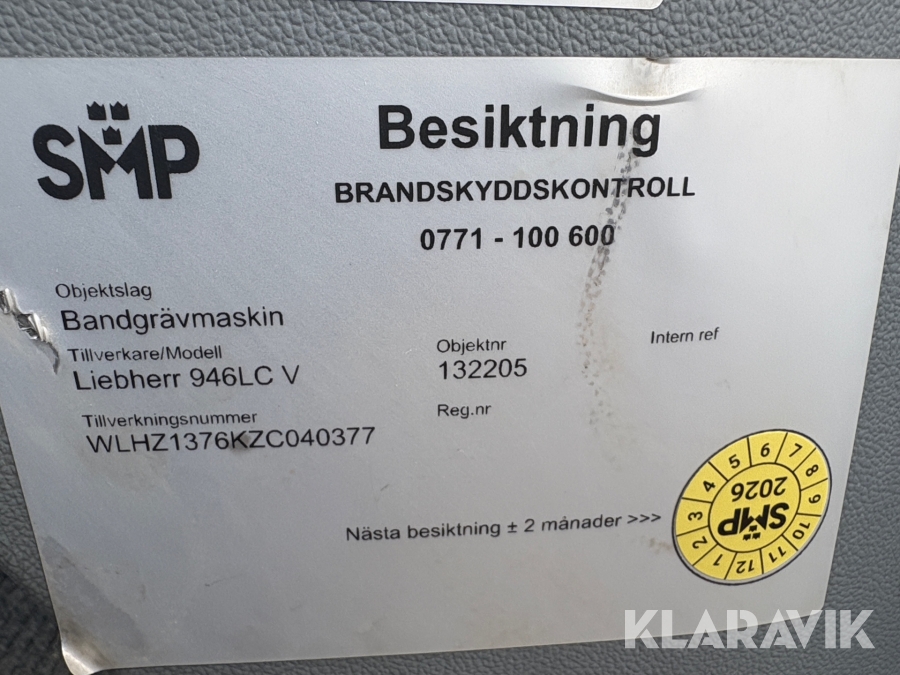 SMP
Besiktning
BRANDSKYDDSKONTROLL
0771 - 100 600
Objektslag
Bandgrävmaskin
Tillverkare/Modell
Liebherr 946LC V
Objektnr
132205
Intern ref
Tillverkningsnummer
WLHZ1376KZC040377
Reg.nr
Nästa besiktning ± 2 månader >>>
1 2 3 4 5 6 7 8 9 10 11 12
SMP
2026
KLARAVIK